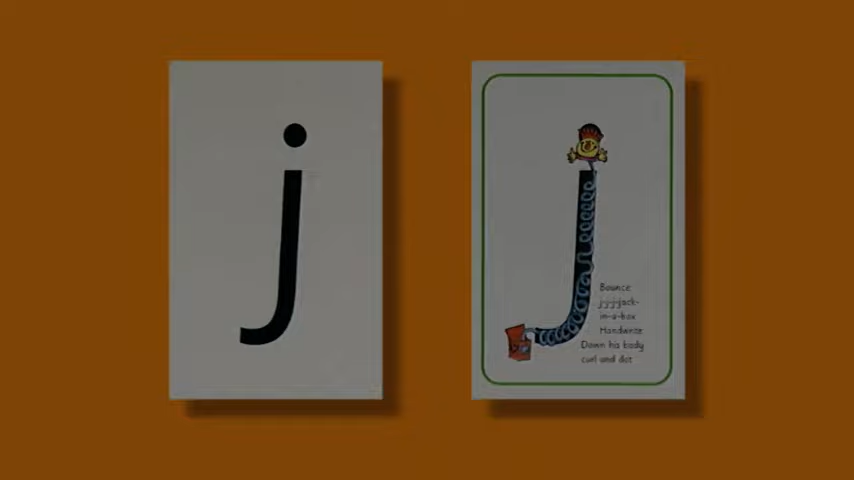 j
j
Bounce
j-j-j-jack-
in-a-box
Handwrite
Down his body
curl and dot